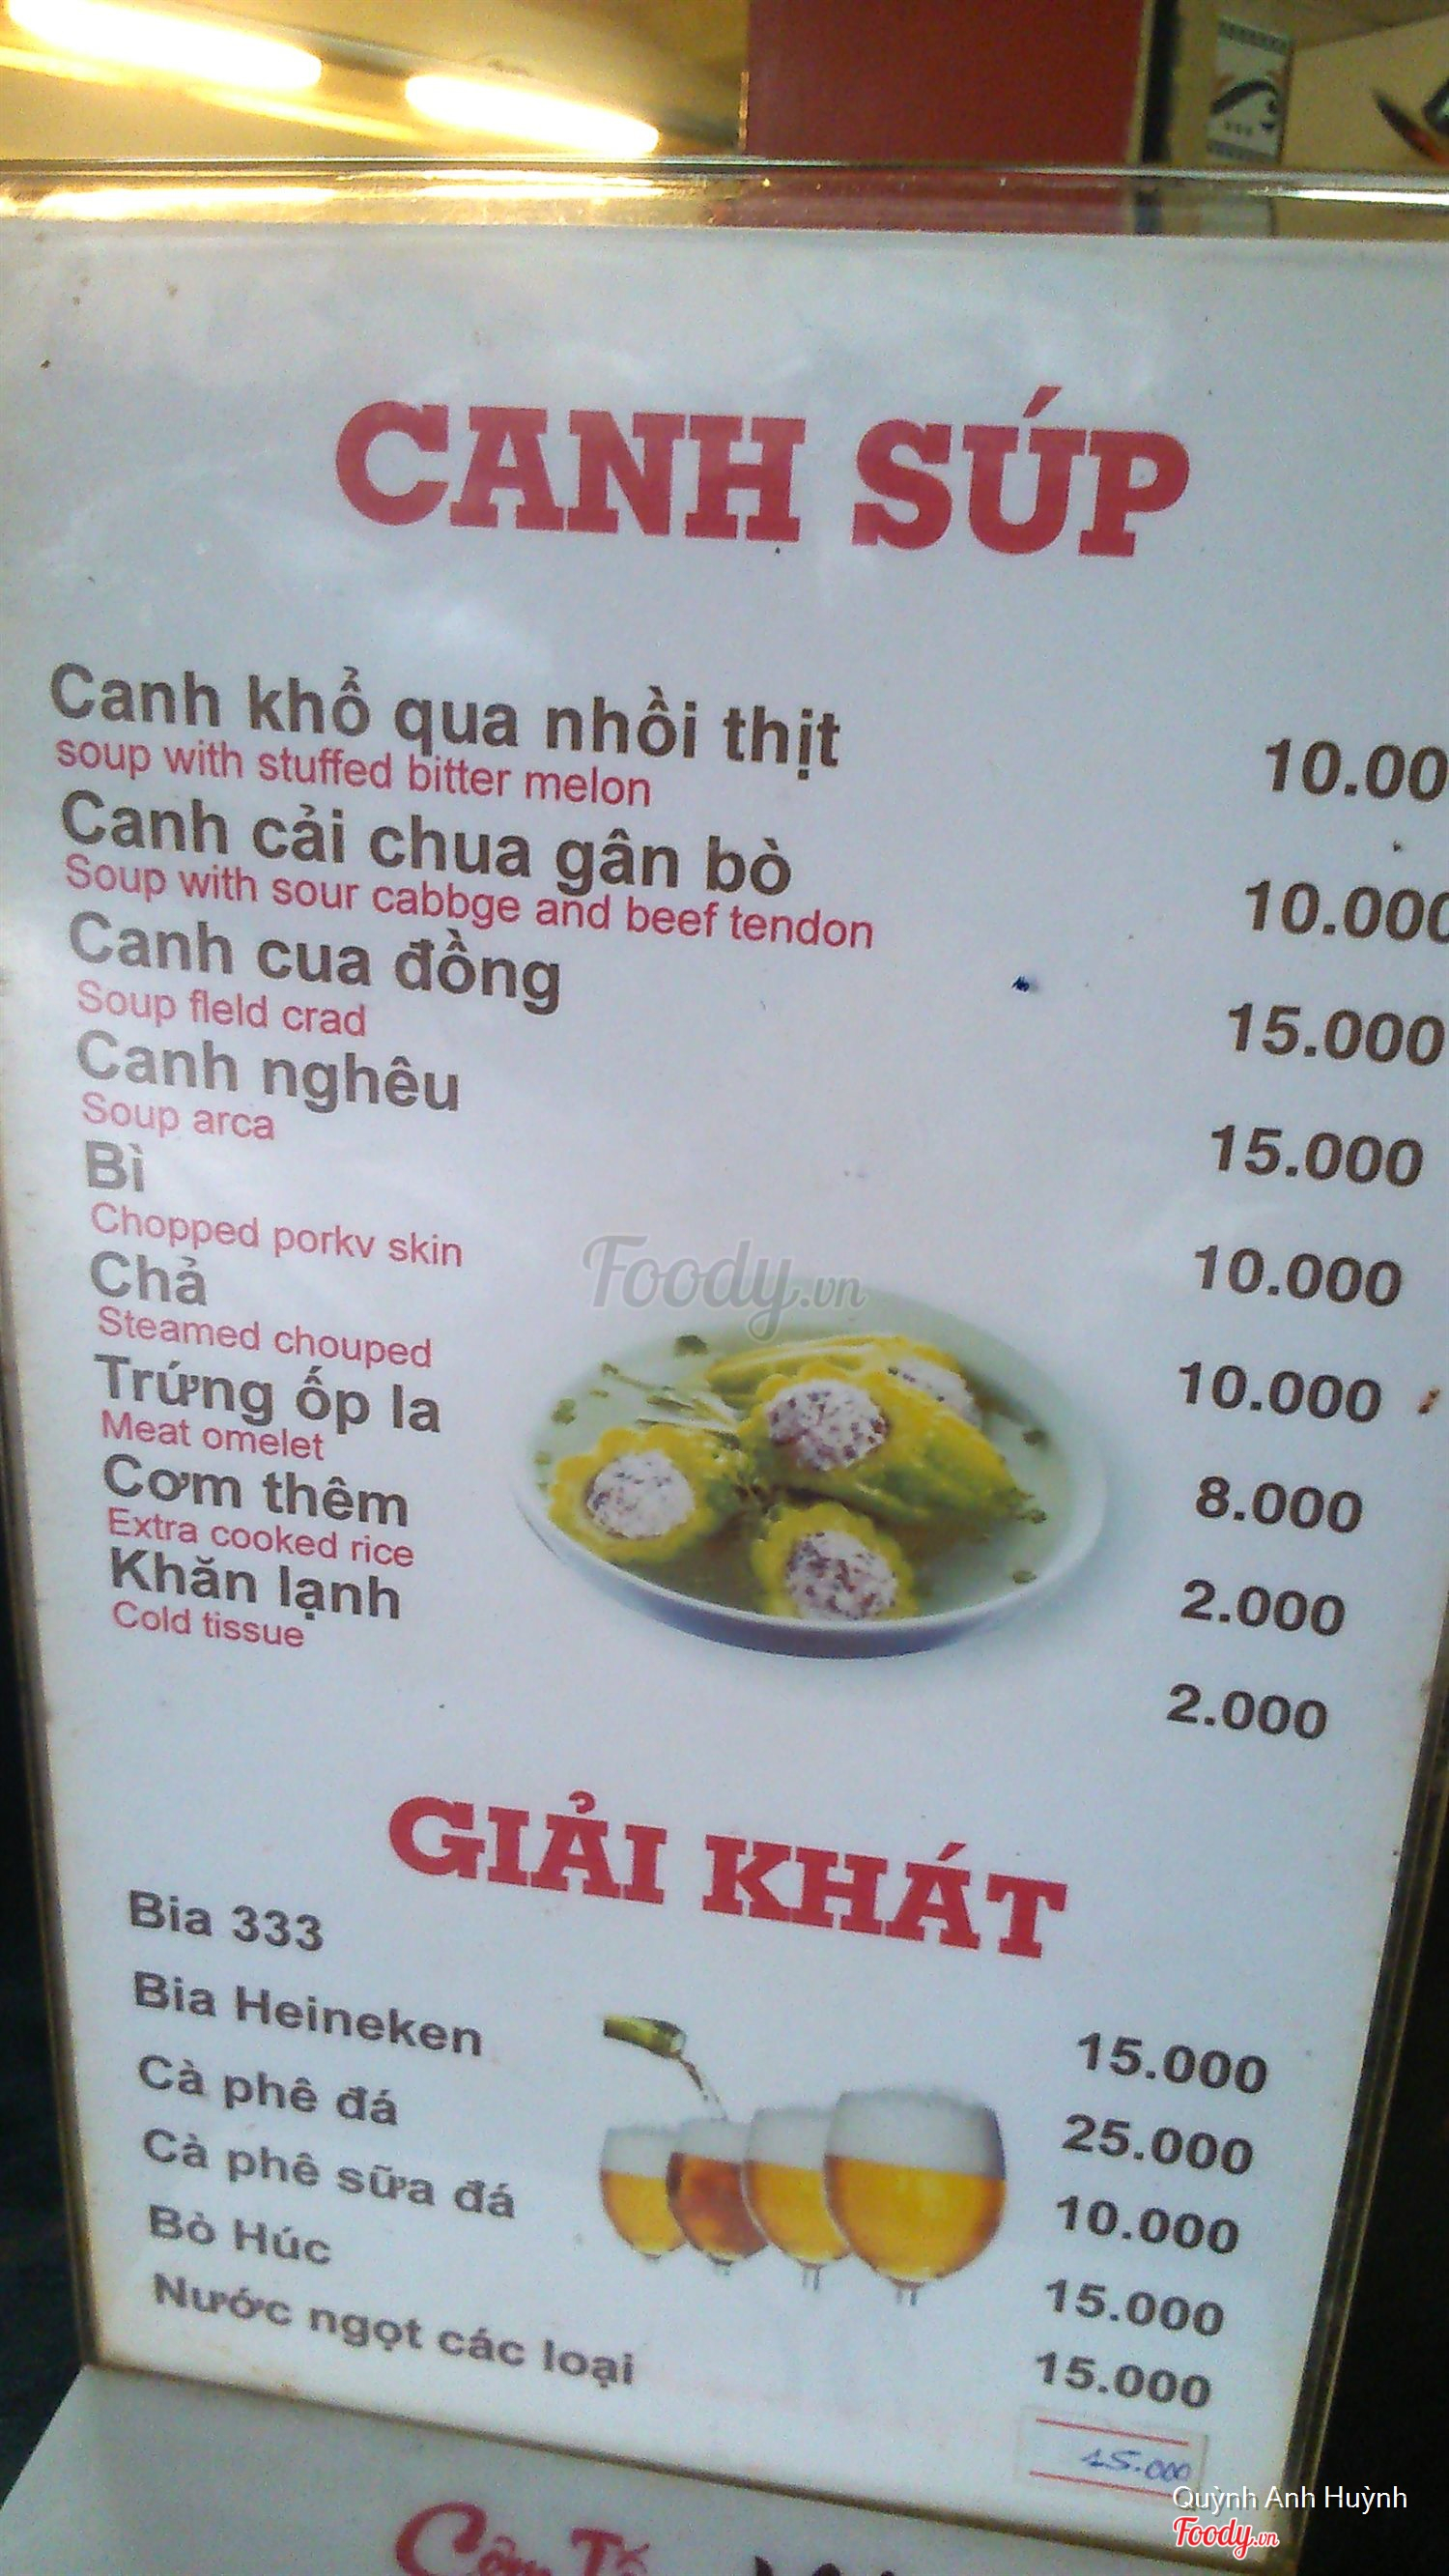 CANH SÚP
Canh khổ qua nhồi thịt 10.00
soup with stuffed bitter melon
Canh cải chua gân bò 10.000
Soup with sour cabbge and beef tendon
Canh cua đồng 15.000
Soup fleld crad
Canh nghêu 15.000
Soup arca
Bì 10.000
Chopped porkv skin
Chả 10.000
Steamed chouped
Trứng ốp la 8.000
Meat omelet
Cơm thêm 2.000
Extra cooked rice
Khăn lạnh 2.000
Cold tissue
Foody.vn
GIẢI KHÁT
Bia 333 15.000
Bia Heineken 25.000
Cà phê đá 10.000
Cà phê sữa đá 15.000
Bò Húc 15.000
Nước ngọt các loại 15.000
Quỳnh Anh Huỳnh
Foody.vn
Cơm Tấ